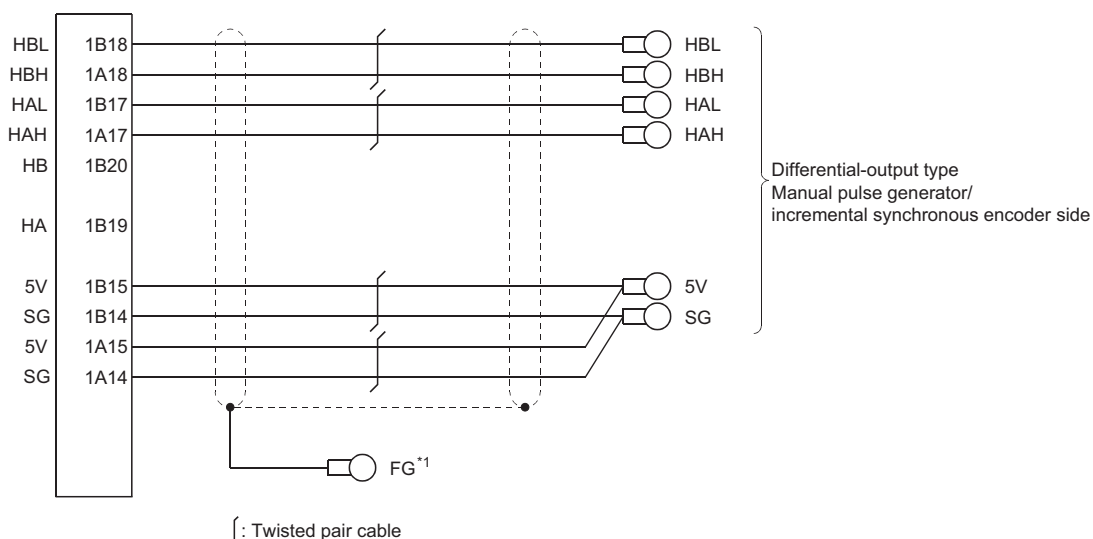 HBL 1B18 HBL
HBH 1A18 HBH
HAL 1B17 HAL
HAH 1A17 HAH
HB 1B20
HA 1B19
Differential-output type
Manual pulse generator/
incremental synchronous encoder side
5V 1B15 5V
SG 1B14 SG
5V 1A15
SG 1A14
FG*1
: Twisted pair cable